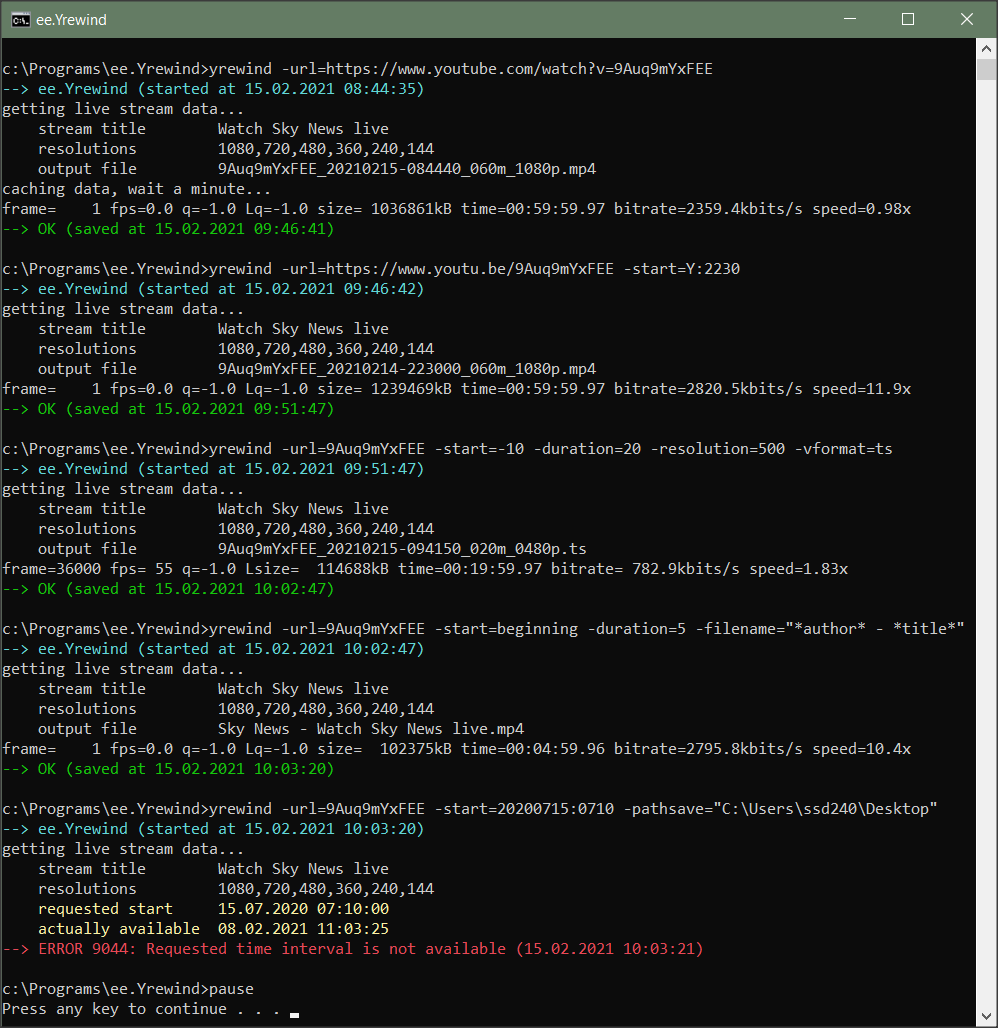 ee.Yrewind
c:\Programs\ee.Yrewind>yrewind -url=https://www.youtube.com/watch?v=9Auq9mYxFEE
--> ee.Yrewind (started at 15.02.2021 08:44:35)
getting live stream data...
    stream title        Watch Sky News live
    resolutions         1080,720,480,360,240,144
    output file         9Auq9mYxFEE_20210215-084440_060m_1080p.mp4
caching data, wait a minute...
frame=    1 fps=0.0 q=-1.0 Lq=-1.0 size= 1036861kB time=00:59:59.97 bitrate=2359.4kbits/s speed=0.98x
--> OK (saved at 15.02.2021 09:46:41)
c:\Programs\ee.Yrewind>yrewind -url=https://www.youtu.be/9Auq9mYxFEE -start=Y:2230
--> ee.Yrewind (started at 15.02.2021 09:46:42)
getting live stream data...
    stream title        Watch Sky News live
    resolutions         1080,720,480,360,240,144
    output file         9Auq9mYxFEE_20210214-223000_060m_1080p.mp4
frame=    1 fps=0.0 q=-1.0 Lq=-1.0 size= 1239469kB time=00:59:59.97 bitrate=2820.5kbits/s speed=11.9x
--> OK (saved at 15.02.2021 09:51:47)
c:\Programs\ee.Yrewind>yrewind -url=9Auq9mYxFEE -start=-10 -duration=20 -resolution=500 -vformat=ts
--> ee.Yrewind (started at 15.02.2021 09:51:47)
getting live stream data...
    stream title        Watch Sky News live
    resolutions         1080,720,480,360,240,144
    output file         9Auq9mYxFEE_20210215-094150_020m_0480p.ts
frame=36000 fps= 55 q=-1.0 Lsize=  114688kB time=00:19:59.97 bitrate= 782.9kbits/s speed=1.83x
--> OK (saved at 15.02.2021 10:02:47)
c:\Programs\ee.Yrewind>yrewind -url=9Auq9mYxFEE -start=beginning -duration=5 -filename="*author* - *title*"
--> ee.Yrewind (started at 15.02.2021 10:02:47)
getting live stream data...
    stream title        Watch Sky News live
    resolutions         1080,720,480,360,240,144
    output file         Sky News - Watch Sky News live.mp4
frame=    1 fps=0.0 q=-1.0 Lq=-1.0 size=  102375kB time=00:04:59.96 bitrate=2795.8kbits/s speed=10.4x
--> OK (saved at 15.02.2021 10:03:20)
c:\Programs\ee.Yrewind>yrewind -url=9Auq9mYxFEE -start=20200715:0710 -pathsave="C:\Users\ssd240\Desktop"
--> ee.Yrewind (started at 15.02.2021 10:03:20)
getting live stream data...
    stream title        Watch Sky News live
    resolutions         1080,720,480,360,240,144
    requested start     15.07.2020 07:10:00
    actually available  08.02.2021 11:03:25
--> ERROR 9044: Requested time interval is not available (15.02.2021 10:03:21)
c:\Programs\ee.Yrewind>pause
Press any key to continue . . .